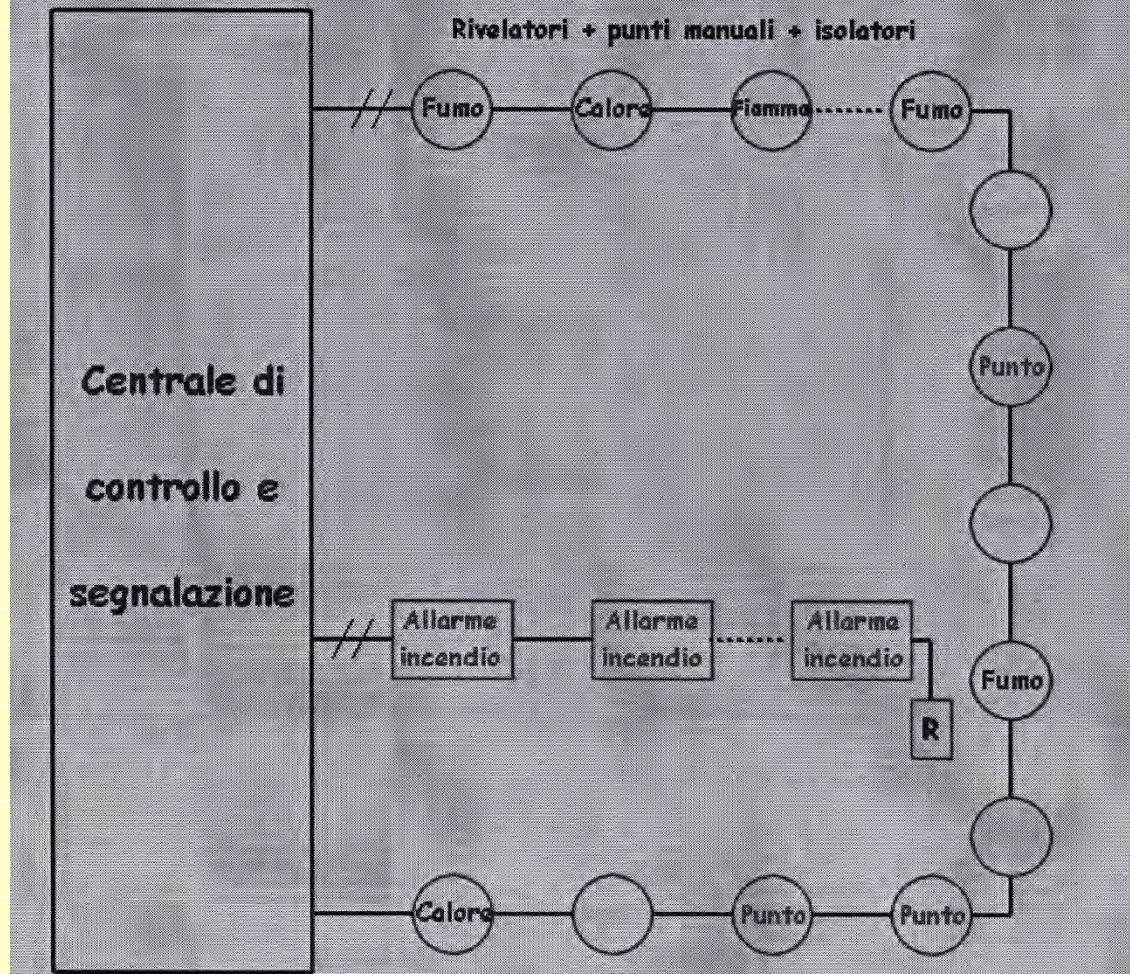 Rivelatori + punti manuali + isolatori
Fumo
Calore
Fiamma
Fumo
Punto
Centrale di
controllo e
segnalazione
Allarme
incendio
Allarme
incendio
Allarme
incendio
Fumo
R
Calore
Punto
Punto